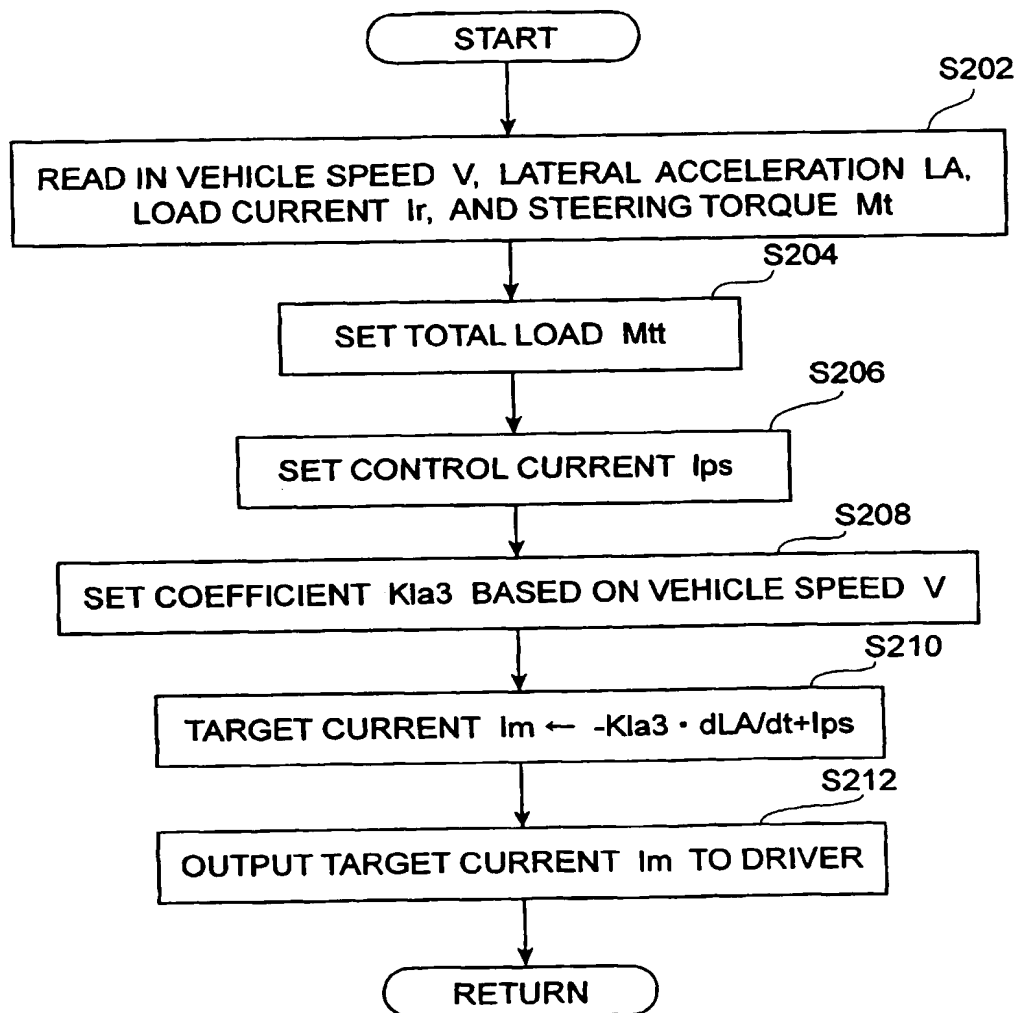 START
S202
READ IN VEHICLE SPEED V, LATERAL ACCELERATION LA,
LOAD CURRENT Ir, AND STEERING TORQUE Mt
S204
SET TOTAL LOAD Mtt
S206
SET CONTROL CURRENT Ips
S208
SET COEFFICIENT Kla3 BASED ON VEHICLE SPEED V
S210
TARGET CURRENT Im ← -Kla3 · dLA/dt+Ips
S212
OUTPUT TARGET CURRENT Im TO DRIVER
RETURN